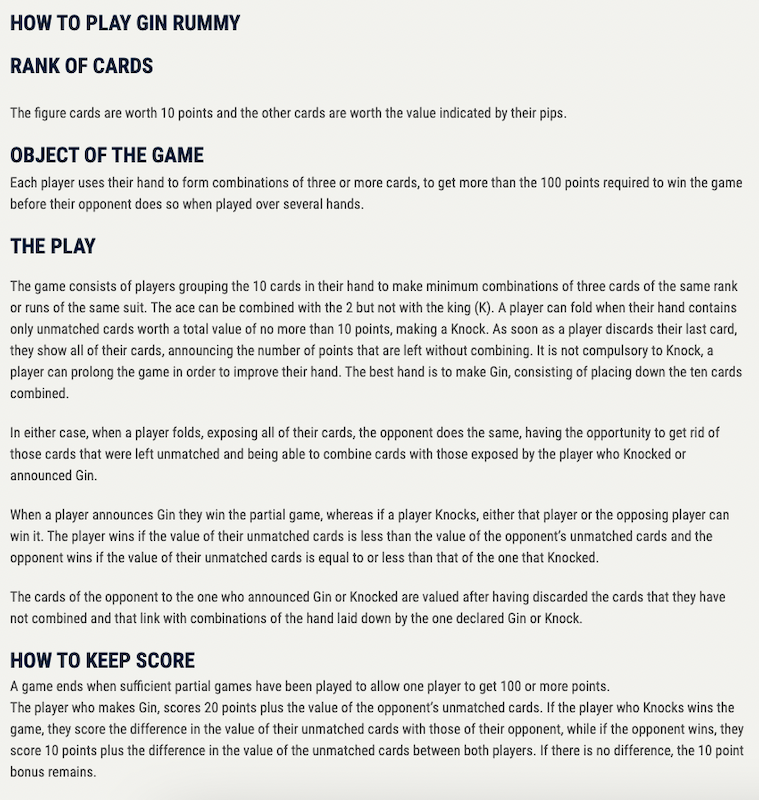 HOW TO PLAY GIN RUMMY
RANK OF CARDS
The figure cards are worth 10 points and the other cards are worth the value indicated by their pips.
OBJECT OF THE GAME
Each player uses their hand to form combinations of three or more cards, to get more than the 100 points required to win the game
before their opponent does so when played over several hands.
THE PLAY
The game consists of players grouping the 10 cards in their hand to make minimum combinations of three cards of the same rank
or runs of the same suit. The ace can be combined with the 2 but not with the king (K). A player can fold when their hand contains
only unmatched cards worth a total value of no more than 10 points, making a Knock. As soon as a player discards their last card,
they show all of their cards, announcing the number of points that are left without combining. It is not compulsory to Knock, a
player can prolong the game in order to improve their hand. The best hand is to make Gin, consisting of placing down the ten cards
combined.
In either case, when a player folds, exposing all of their cards, the opponent does the same, having the opportunity to get rid of
those cards that were left unmatched and being able to combine cards with those exposed by the player who Knocked or
announced Gin.
When a player announces Gin they win the partial game, whereas if a player Knocks, either that player or the opposing player can
win it. The player wins if the value of their unmatched cards is less than the value of the opponent's unmatched cards and the
opponent wins if the value of their unmatched cards is equal to or less than that of the one that Knocked.
The cards of the opponent to the one who announced Gin or Knocked are valued after having discarded the cards that they have
not combined and that link with combinations of the hand laid down by the one declared Gin or Knock.
HOW TO KEEP SCORE
A game ends when sufficient partial games have been played to allow one player to get 100 or more points.
The player who makes Gin, scores 20 points plus the value of the opponent's unmatched cards. If the player who Knocks wins the
game, they score the difference in the value of their unmatched cards with those of their opponent, while if the opponent wins, they
score 10 points plus the difference in the value of the unmatched cards between both players. If there is no difference, the 10 point
bonus remains.